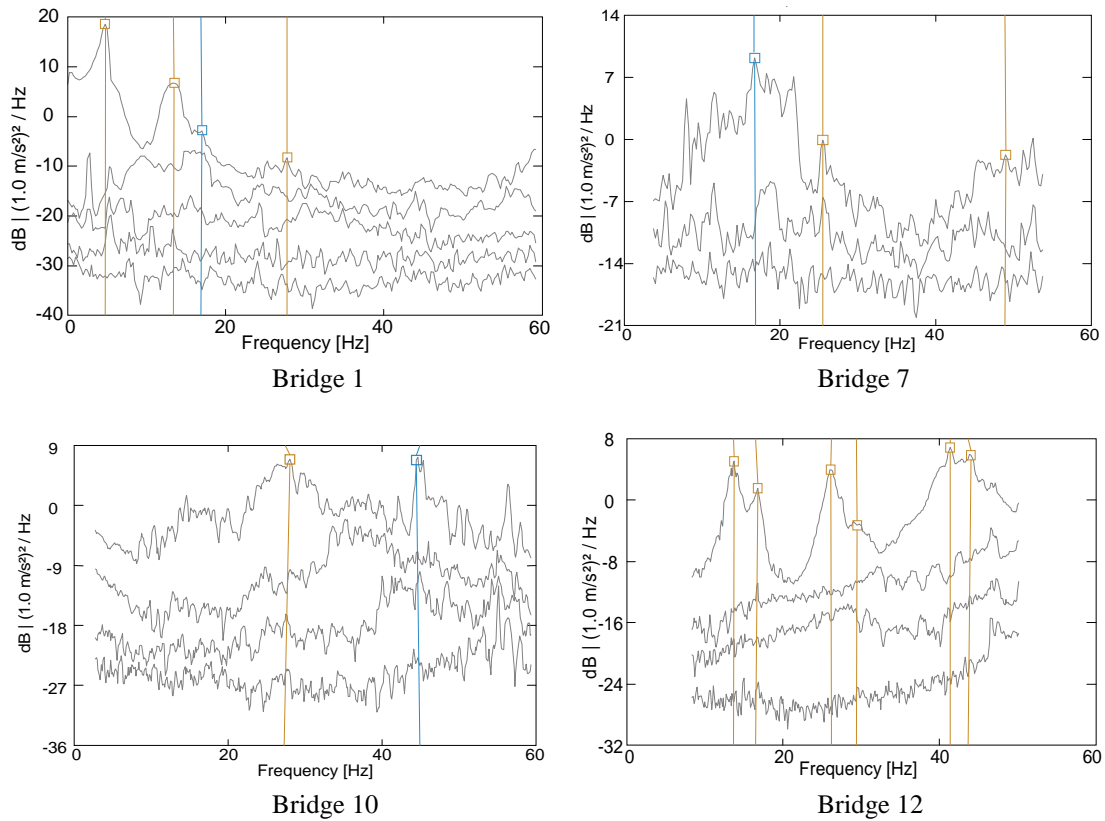 20
10
0
-10
-20
-30
-40
dB | (1.0 m/s²)² / Hz
0 20 40 60
Frequency [Hz]
Bridge 1
14
7
0
-7
-14
-21
dB | (1.0 m/s²)² / Hz
0 20 40 60
Frequency [Hz]
Bridge 7
9
0
-9
-18
-27
-36
dB | (1.0 m/s²)² / Hz
0 20 40 60
Frequency [Hz]
Bridge 10
8
0
-8
-16
-24
-32
dB | (1.0 m/s²)² / Hz
0 20 40 60
Frequency [Hz]
Bridge 12